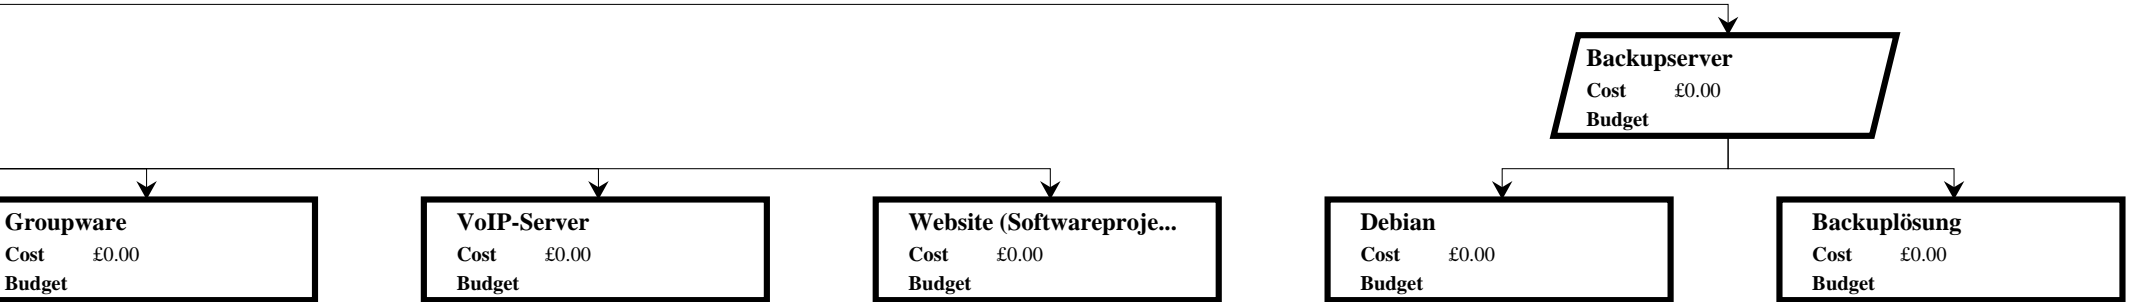 Backupserver
Cost £0.00
Budget
Groupware
Cost £0.00
Budget
VoIP-Server
Cost £0.00
Budget
Website (Softwareproje...
Cost £0.00
Budget
Debian
Cost £0.00
Budget
Backuplösung
Cost £0.00
Budget